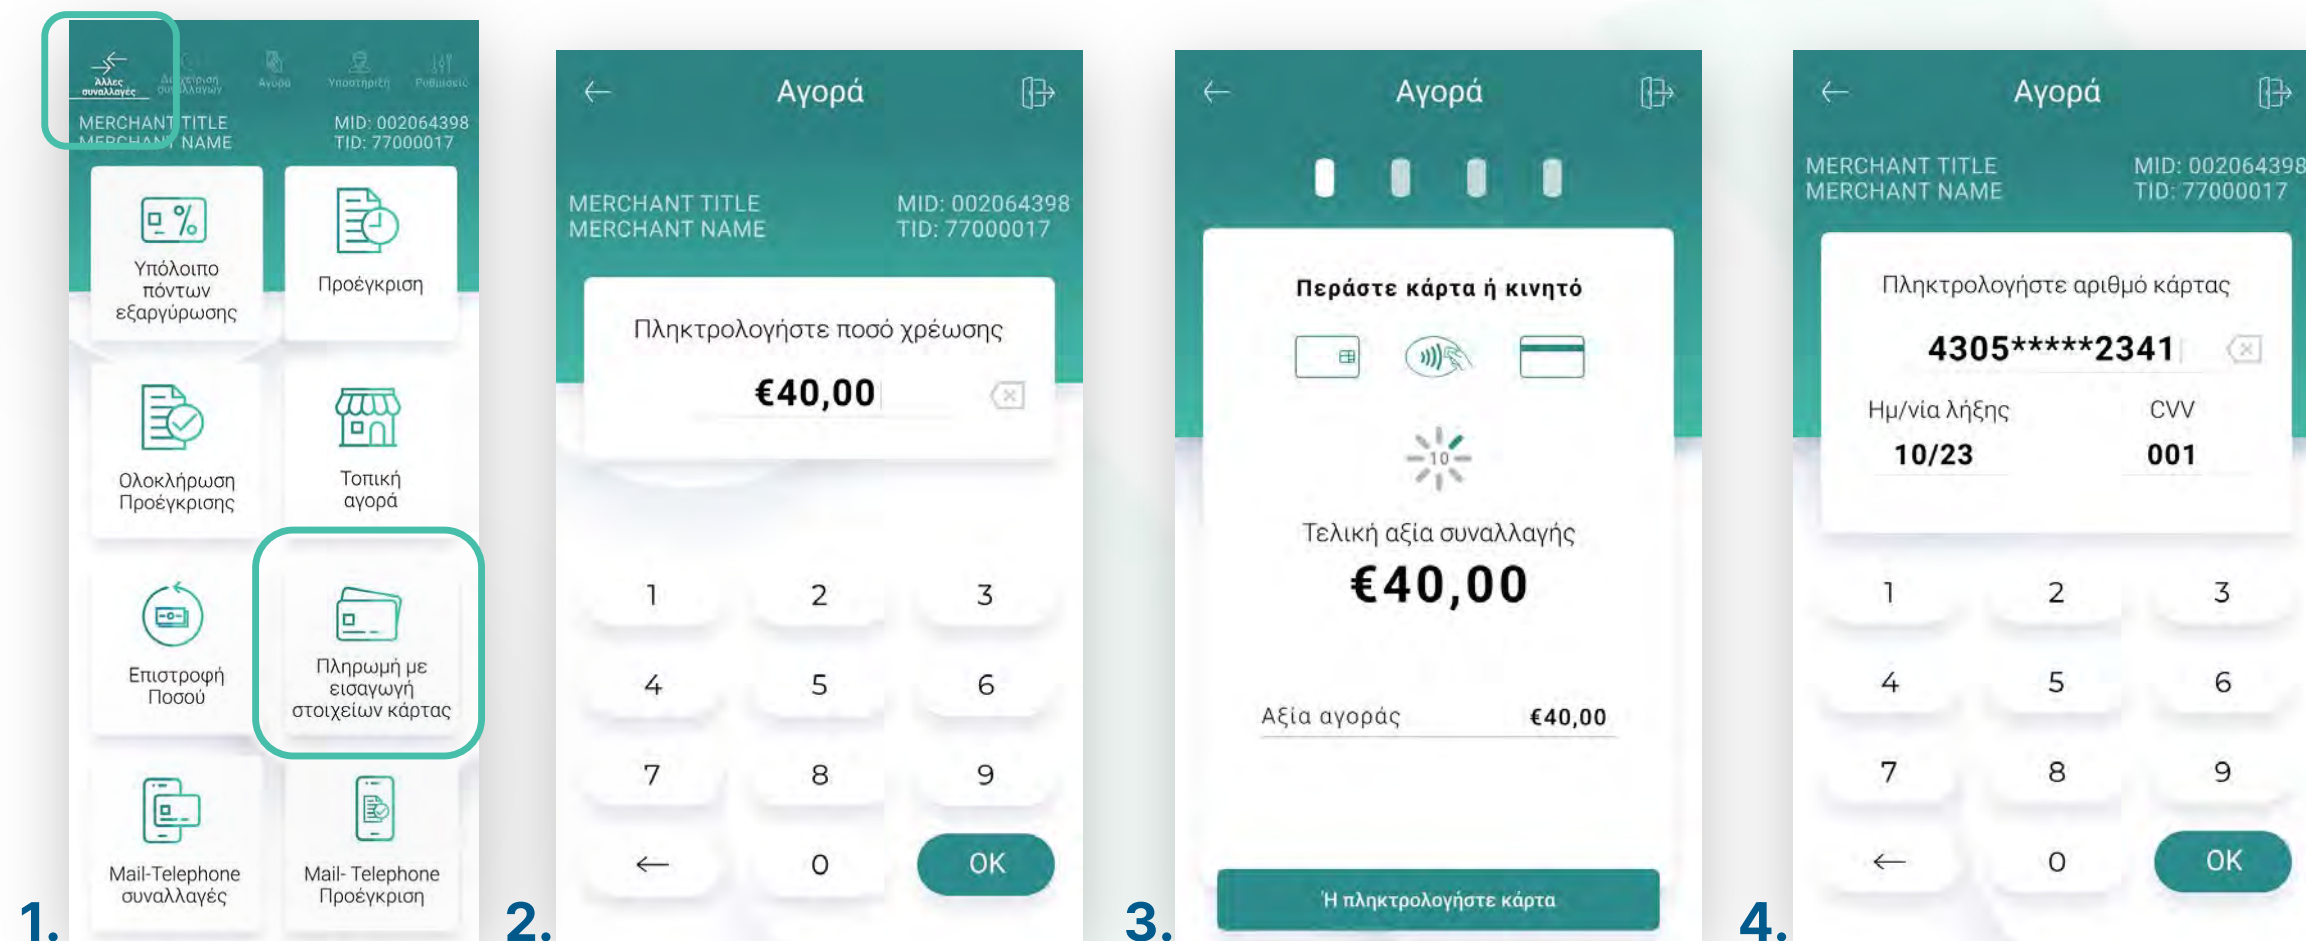 Άλλες
συναλλαγές
Διαχείριση
συναλλαγών
Αγορά
Υποστήριξη
Ρυθμίσεις
MERCHANT TITLE
MERCHANT NAME
MID: 002064398
TID: 77000017
Υπόλοιπο
πόντων
εξαργύρωσης
Προέγκριση
Ολοκλήρωση
Προέγκρισης
Τοπική
αγορά
Επιστροφή
Ποσού
Πληρωμή με
εισαγωγή
στοιχείων κάρτας
Mail-Telephone
συναλλαγές
Mail- Telephone
Προέγκριση
1.
Αγορά
MERCHANT TITLE
MERCHANT NAME
MID: 002064398
TID: 77000017
Πληκτρολογήστε ποσό χρέωσης
€40,00
1 2 3
4 5 6
7 8 9
0 OK
2.
Αγορά
Περάστε κάρτα ή κινητό
10
Τελική αξία συναλλαγής
€40,00
Αξία αγοράς €40,00
Ή πληκτρολογήστε κάρτα
3.
Αγορά
MERCHANT TITLE
MERCHANT NAME
MID: 002064398
TID: 77000017
Πληκτρολογήστε αριθμό κάρτας
4305*****2341
Ημ/νία λήξης CVV
10/23 001
1 2 3
4 5 6
7 8 9
0 OK
4.